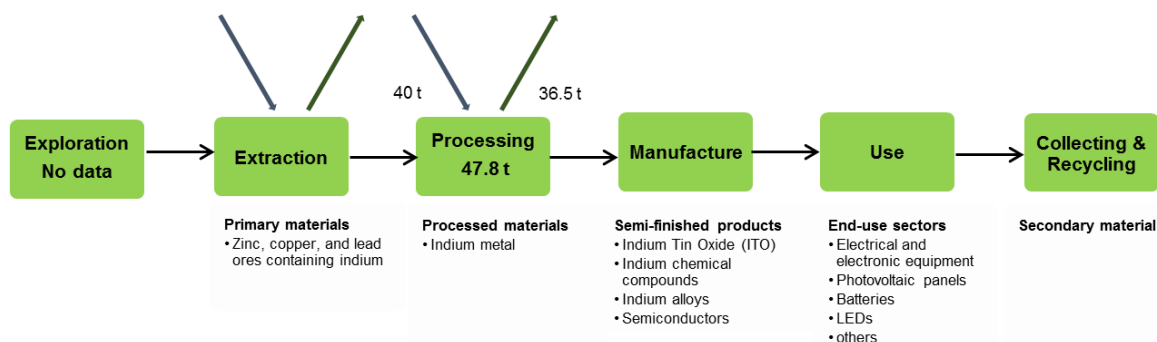 40 t
36.5 t
Exploration
No data
Extraction
Processing
47.8 t
Manufacture
Use
Collecting &
Recycling
Primary materials
• Zinc, copper, and lead
ores containing indium
Processed materials
• Indium metal
Semi-finished products
• Indium Tin Oxide (ITO)
• Indium chemical
compounds
• Indium alloys
• Semiconductors
End-use sectors
• Electrical and
electronic equipment
• Photovoltaic panels
• Batteries
• LEDs
• others
Secondary material